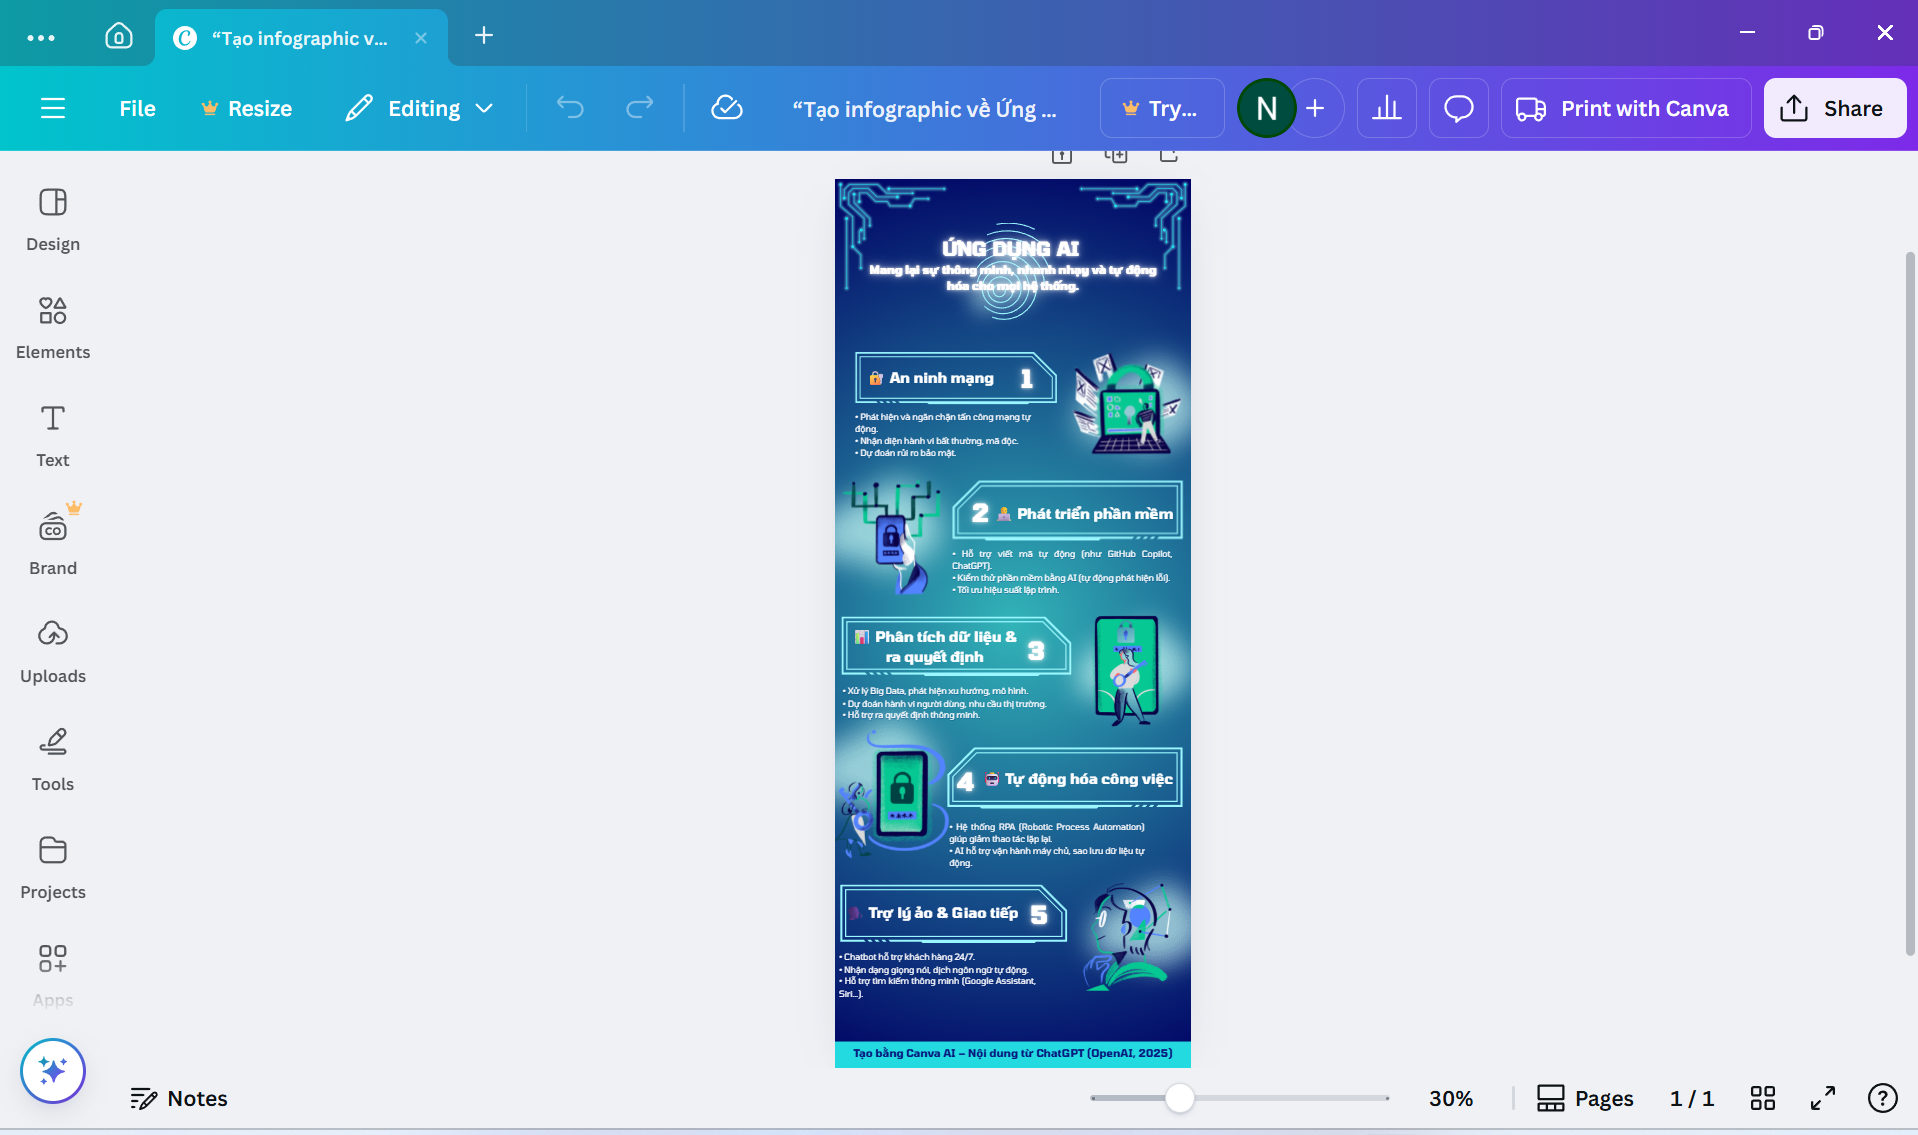 “Tạo infographic v...
File
Resize
Editing
“Tạo infographic về Ứng ...
Try...
N
Print with Canva
Share
Design
Elements
Text
CO
Brand
Uploads
Tools
Projects
Apps
ỨNG DỤNG AI
Mang lại sự thông minh, nhanh nhạy và tự động
hóa cho mọi hệ thống.
An ninh mạng 1
• Phát hiện và ngăn chặn tấn công mạng tự
động.
• Nhận diện hành vi bất thường, mã độc.
• Dự đoán rủi ro bảo mật.
2 Phát triển phần mềm
• Hỗ trợ viết mã tự động (như GitHub Copilot,
ChatGPT).
• Kiểm thử phần mềm bằng AI (tự động phát hiện lỗi).
• Tối ưu hiệu suất lập trình.
Phân tích dữ liệu &
ra quyết định 3
• Xử lý Big Data, phát hiện xu hướng, mô hình.
• Dự đoán hành vi người dùng, nhu cầu thị trường.
• Hỗ trợ ra quyết định thông minh.
4 Tự động hóa công việc
• Hệ thống RPA (Robotic Process Automation)
giúp giảm thao tác lặp lại.
• AI hỗ trợ vận hành máy chủ, sao lưu dữ liệu tự
động.
Trợ lý ảo & Giao tiếp 5
• Chatbot hỗ trợ khách hàng 24/7.
• Nhận dạng giọng nói, dịch ngôn ngữ tự động.
• Hỗ trợ tìm kiếm thông minh (Google Assistant,
Siri...).
Tạo bằng Canva AI – Nội dung từ ChatGPT (OpenAI, 2025)
Notes
30%
Pages
1 / 1